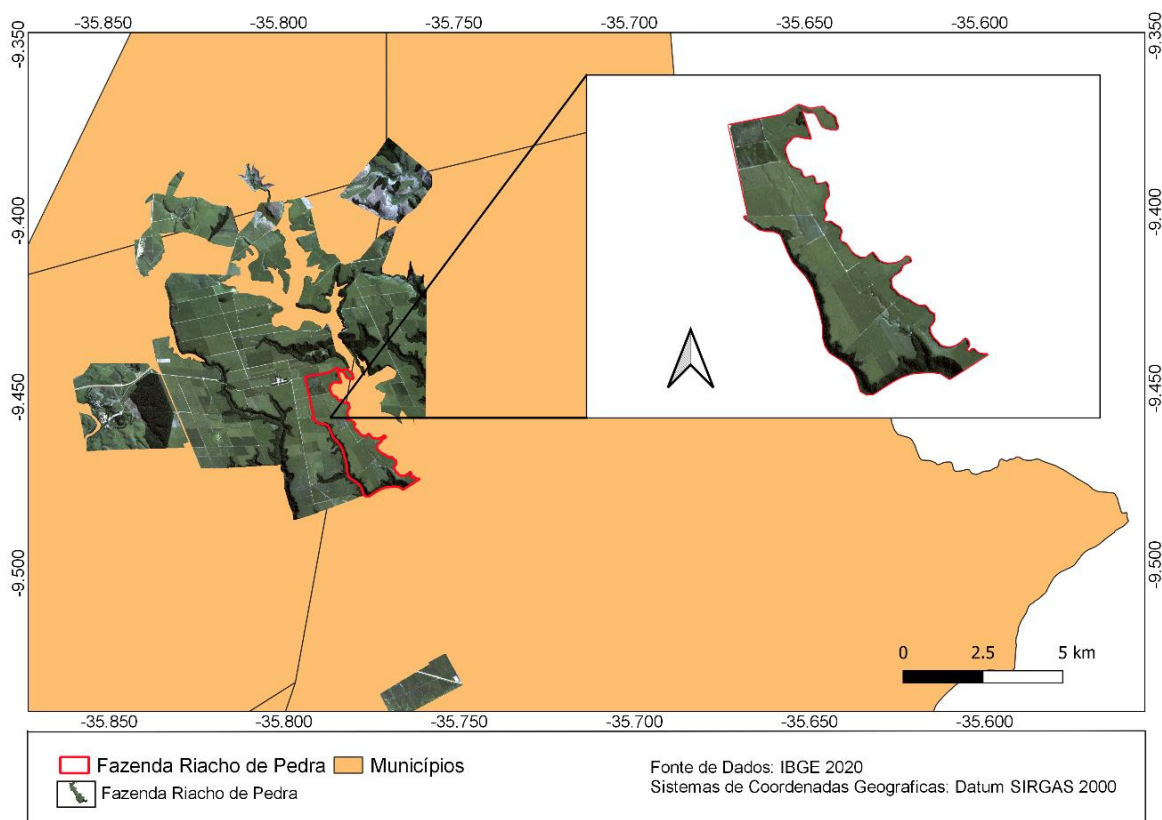 -35.850 -35.800 -35.750 -35.700 -35.650 -35.600
-9.350 -9.350
-9.400 -9.400
-9.450 -9.450
-9.500 -9.500
0 2.5 5 km
-35.850 -35.800 -35.750 -35.700 -35.650 -35.600
Fazenda Riacho de Pedra Municípios
Fazenda Riacho de Pedra
Fonte de Dados: IBGE 2020
Sistemas de Coordenadas Geograficas: Datum SIRGAS 2000